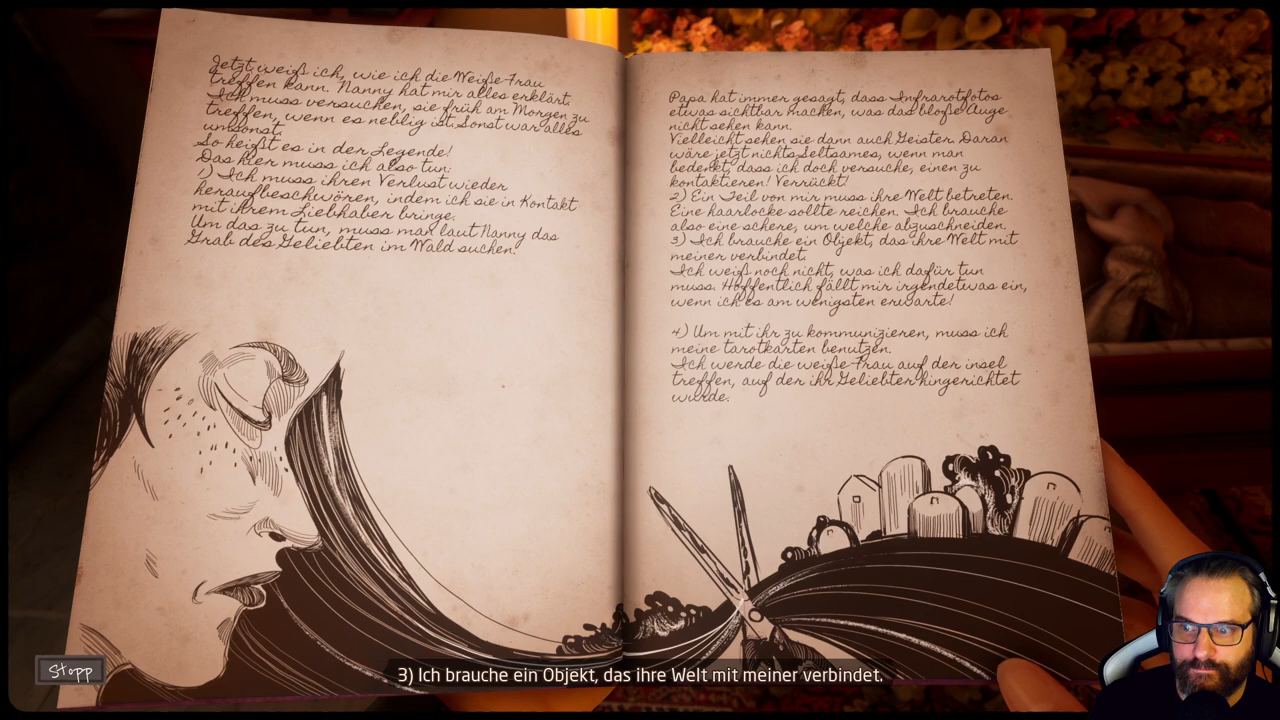 Jetzt weiß ich, wie ich die Weiße Frau
treffen kann. Nanny hat mir alles erklärt.
Ich muss versuchen, sie früh am Morgen zu
treffen, wenn es neblig ist. Sonst war alles
umsonst.
So heißt es in der Legende!
Das hier muss ich also tun:
1) Ich muss ihren Verlust wieder
heraufbeschwören, indem ich sie in Kontakt
mit ihrem Liebhaber bringe.
Um das zu tun, muss man laut Nanny das
Grab des Geliebten im Wald suchen.
Papa hat immer gesagt, dass Infrarotfotos
etwas sichtbar machen, was das bloße Auge
nicht sehen kann.
Vielleicht sehen sie dann auch Geister. Daran
wäre jetzt nichts Seltsames, wenn man
bedenkt, dass ich doch versuche, einen zu
kontaktieren! Verrückt!
2) Ein Teil von mir muss ihre Welt betreten.
Eine haarlocke sollte reichen. Ich brauche
also eine schere, um welche abzuschneiden.
3) Ich brauche ein Objekt, das ihre Welt mit
meiner verbindet.
Ich weiß noch nicht, was ich dafür tun
muss. Hoffentlich fällt mir irgendetwas ein,
wenn ich es am wenigsten erwarte!
4) Um mit ihr zu kommunizieren, muss ich
meine tarotkarten benutzen.
Ich werde die weiße Frau auf der insel
treffen, auf der ihr Geliebter hingerichtet
wurde.
Stopp
3) Ich brauche ein Objekt, das ihre Welt mit meiner verbindet.